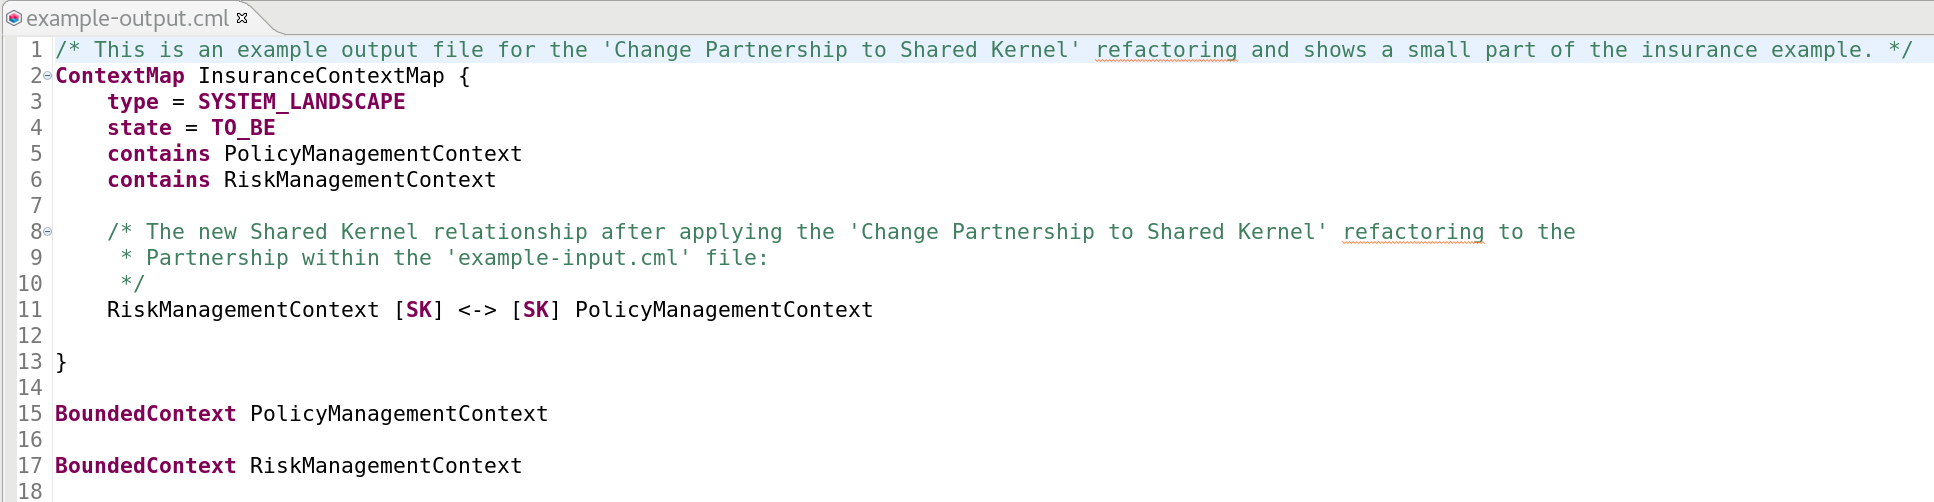 example-output.cml
1 /* This is an example output file for the 'Change Partnership to Shared Kernel' refactoring and shows a small part of the insurance example. */
2 ContextMap InsuranceContextMap {
3     type = SYSTEM_LANDSCAPE
4     state = TO_BE
5     contains PolicyManagementContext
6     contains RiskManagementContext
7
8     /* The new Shared Kernel relationship after applying the 'Change Partnership to Shared Kernel' refactoring to the
9      * Partnership within the 'example-input.cml' file:
10      */
11     RiskManagementContext [SK] <-> [SK] PolicyManagementContext
12
13 }
14
15 BoundedContext PolicyManagementContext
16
17 BoundedContext RiskManagementContext
18